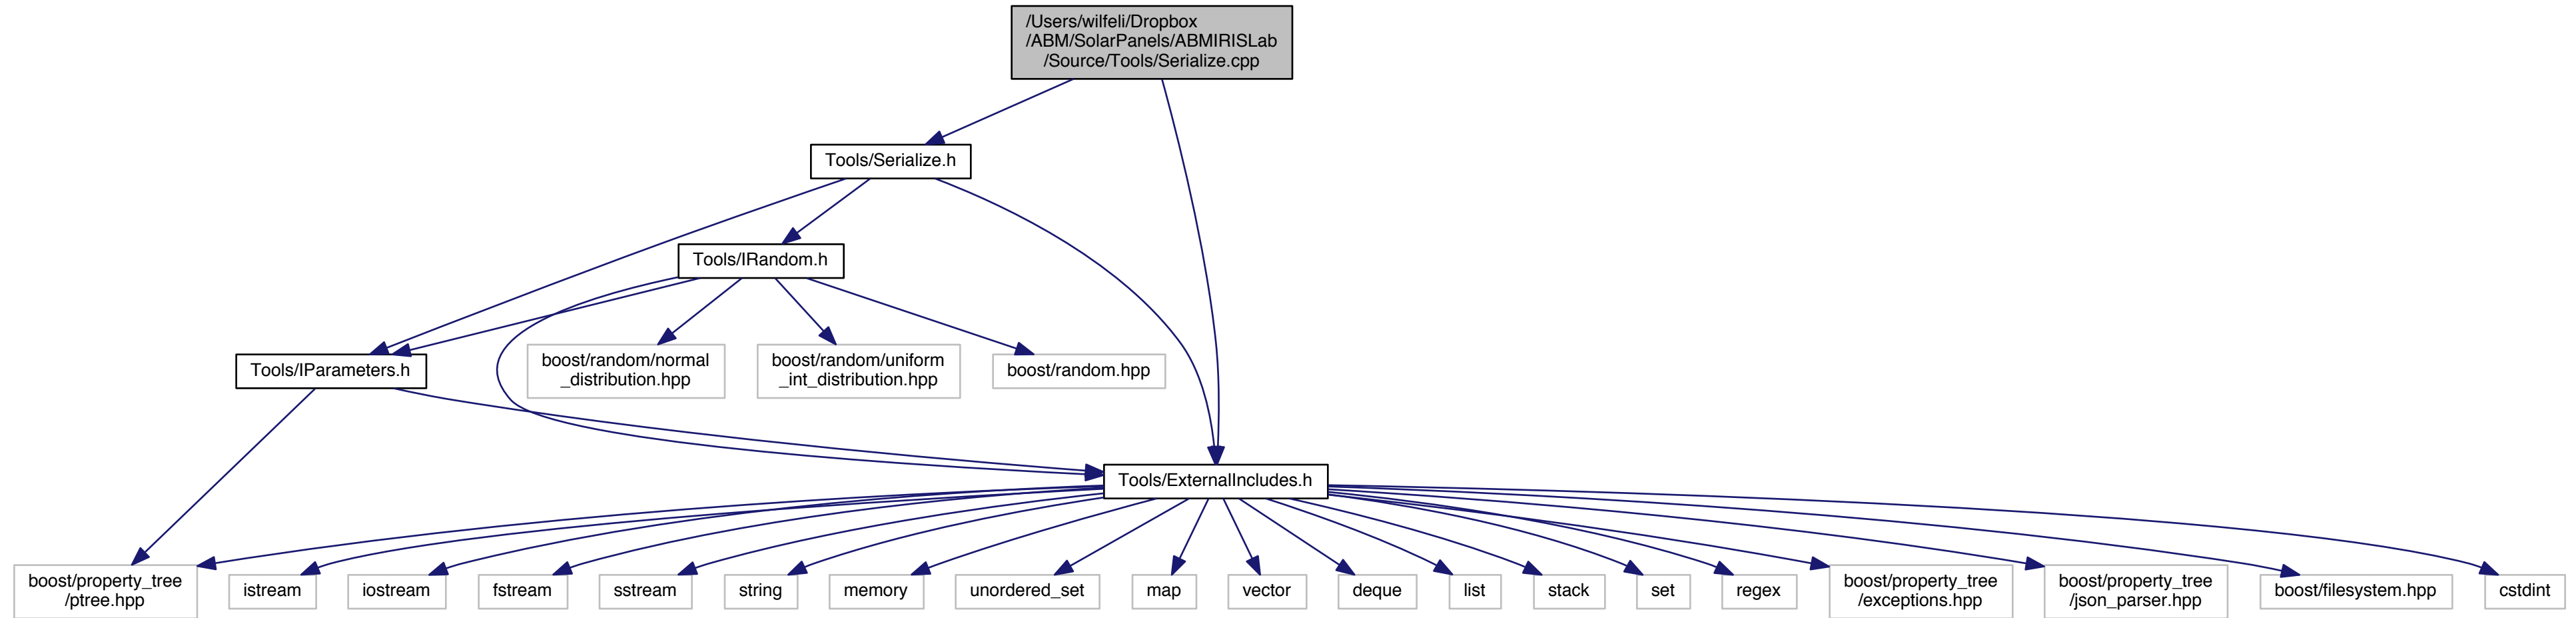 /Users/wilfeli/Dropbox
/ABM/SolarPanels/ABMIRISLab
/Source/Tools/Serialize.cpp
Tools/Serialize.h
Tools/IRandom.h
Tools/IParameters.h
boost/random/normal
_distribution.hpp
boost/random/uniform
_int_distribution.hpp
boost/random.hpp
Tools/ExternalIncludes.h
boost/property_tree
/ptree.hpp
istream
iostream
fstream
sstream
string
memory
unordered_set
map
vector
deque
list
stack
set
regex
boost/property_tree
/exceptions.hpp
boost/property_tree
/json_parser.hpp
boost/filesystem.hpp
cstdint